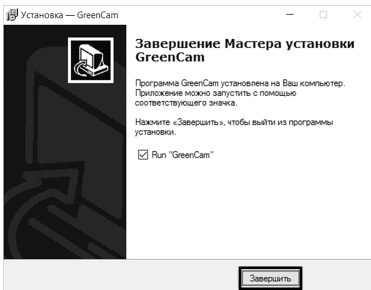 Установка — GreenCam
Завершение Мастера установки
GreenCam
Программа GreenCam установлена на Ваш компьютер.
Приложение можно запустить с помощью
соответствующего значка.
Нажмите «Завершить», чтобы выйти из программы
установки.
Run "GreenCam"
Завершить